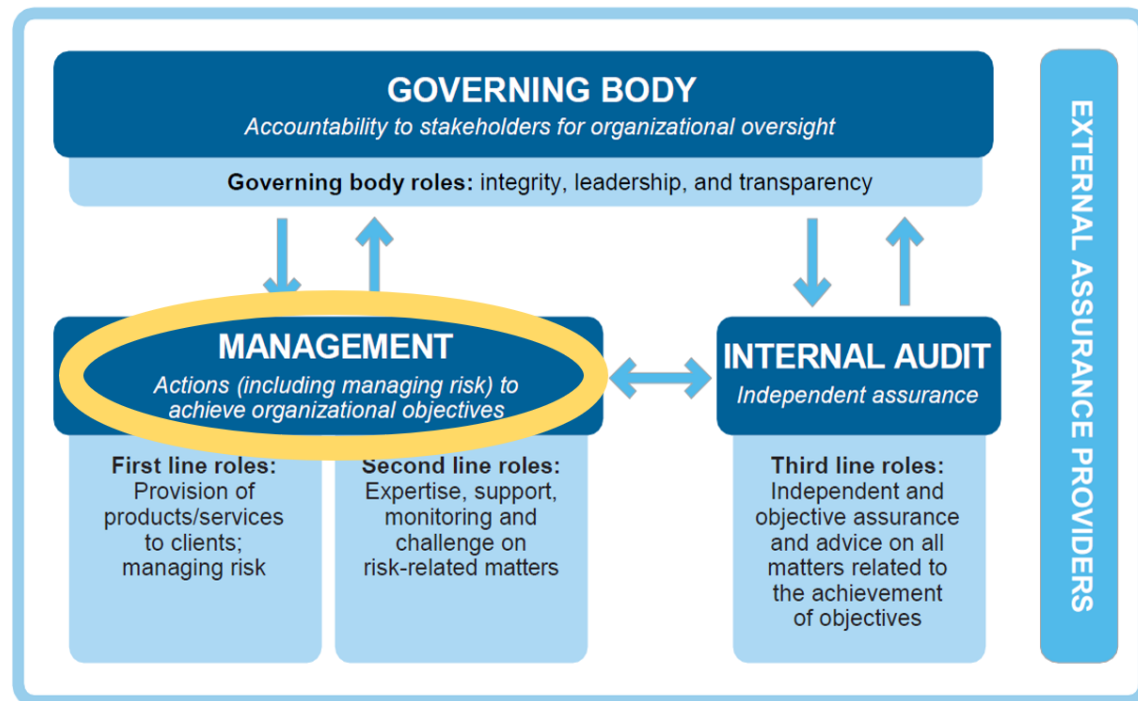 GOVERNING BODY
Accountability to stakeholders for organizational oversight
Governing body roles: integrity, leadership, and transparency
MANAGEMENT
Actions (including managing risk) to
achieve organizational objectives
INTERNAL AUDIT
Independent assurance
First line roles:
Provision of
products/services
to clients;
managing risk
Second line roles:
Expertise, support,
monitoring and
challenge on
risk-related matters
Third line roles:
Independent and
objective assurance
and advice on all
matters related to
the achievement
of objectives
EXTERNAL ASSURANCE PROVIDERS